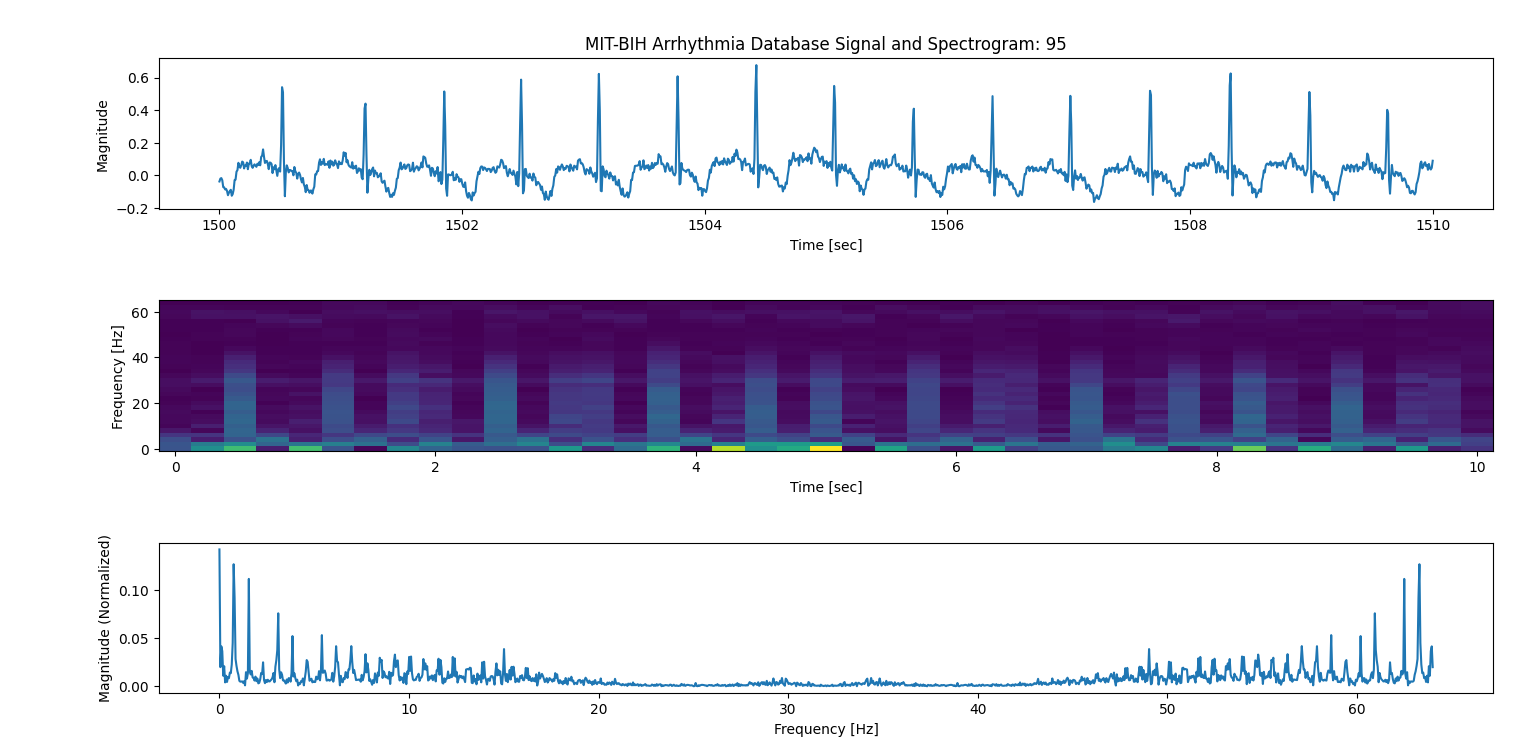 MIT-BIH Arrhythmia Database Signal and Spectrogram: 95
0.6
0.4
0.2
0.0
−0.2
Magnitude
1500 1502 1504 1506 1508 1510
Time [sec]
60
40
20
0
Frequency [Hz]
0 2 4 6 8 10
Time [sec]
0.10
0.05
0.00
Magnitude (Normalized)
0 10 20 30 40 50 60
Frequency [Hz]